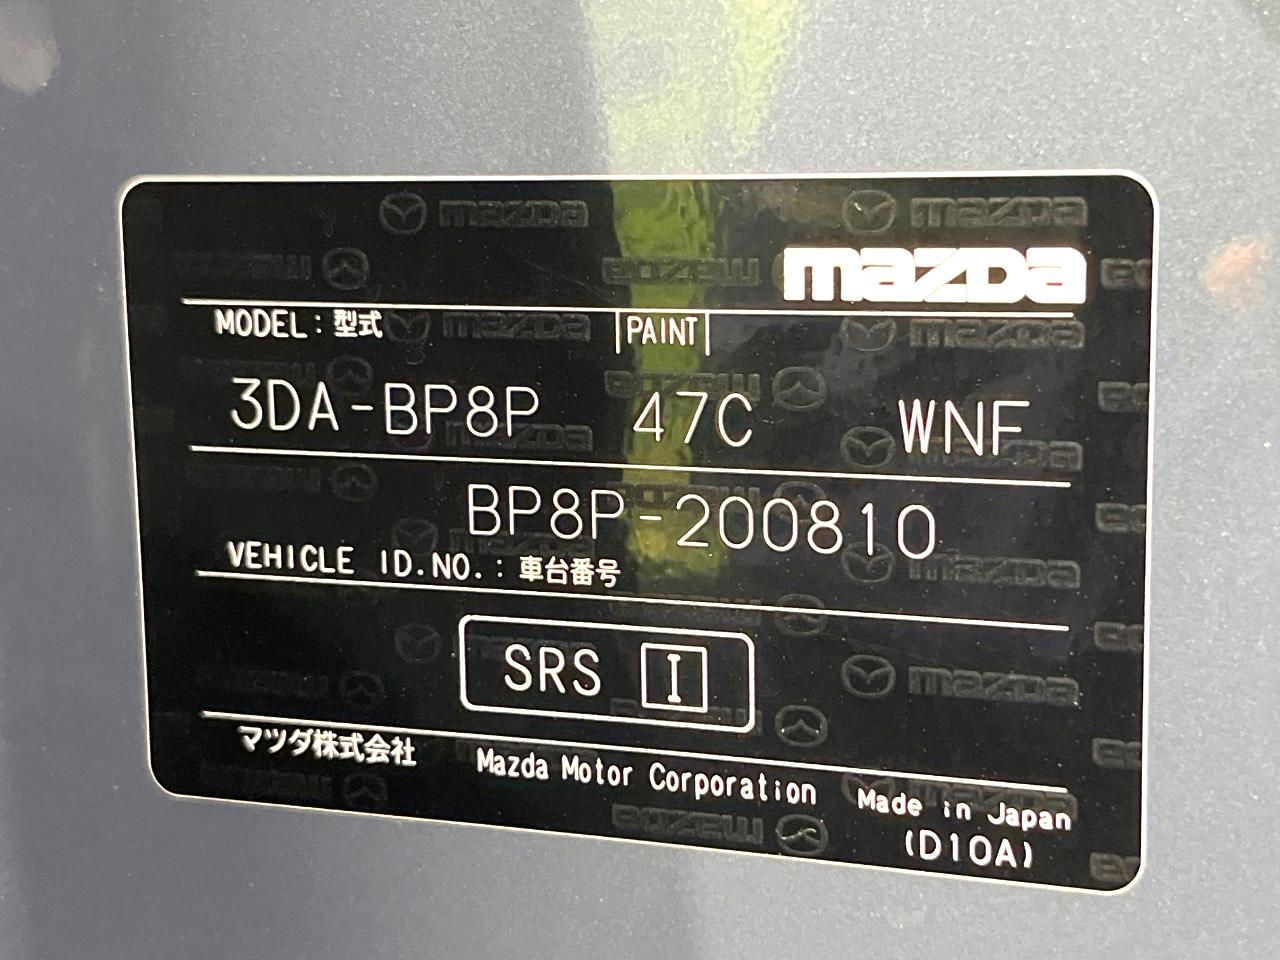 mazda
MODEL：型式 PAINT
3DA-BP8P 47C WNF
BP8P-200810
VEHICLE ID.NO.：車台番号
SRS I
マツダ株式会社 Mazda Motor Corporation Made in Japan
(D10A)